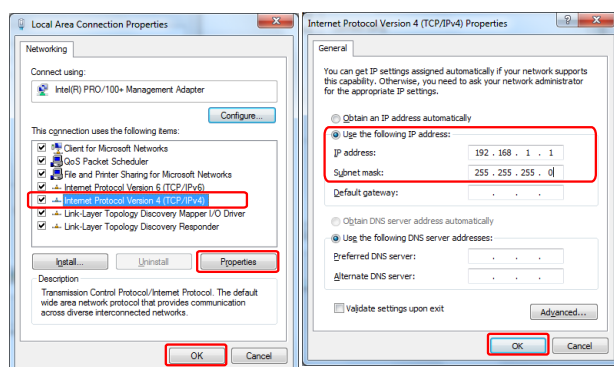 Local Area Connection Properties
Networking
Connect using:
Intel(R) PRO/100+ Management Adapter
Configure...
This connection uses the following items:
Client for Microsoft Networks
QoS Packet Scheduler
File and Printer Sharing for Microsoft Networks
Internet Protocol Version 6 (TCP/IPv6)
Internet Protocol Version 4 (TCP/IPv4)
Link-Layer Topology Discovery Mapper I/O Driver
Link-Layer Topology Discovery Responder
Install...
Uninstall
Properties
Description
Transmission Control Protocol/Internet Protocol. The default
wide area network protocol that provides communication
across diverse interconnected networks.
OK
Cancel
Internet Protocol Version 4 (TCP/IPv4) Properties
General
You can get IP settings assigned automatically if your network supports
this capability. Otherwise, you need to ask your network administrator
for the appropriate IP settings.
Obtain an IP address automatically
Use the following IP address:
IP address: 192 . 168 . 1 . 1
Subnet mask: 255 . 255 . 255 . 0
Default gateway: . . .
Obtain DNS server address automatically
Use the following DNS server addresses:
Preferred DNS server: . . .
Alternate DNS server: . . .
Validate settings upon exit
Advanced...
OK
Cancel